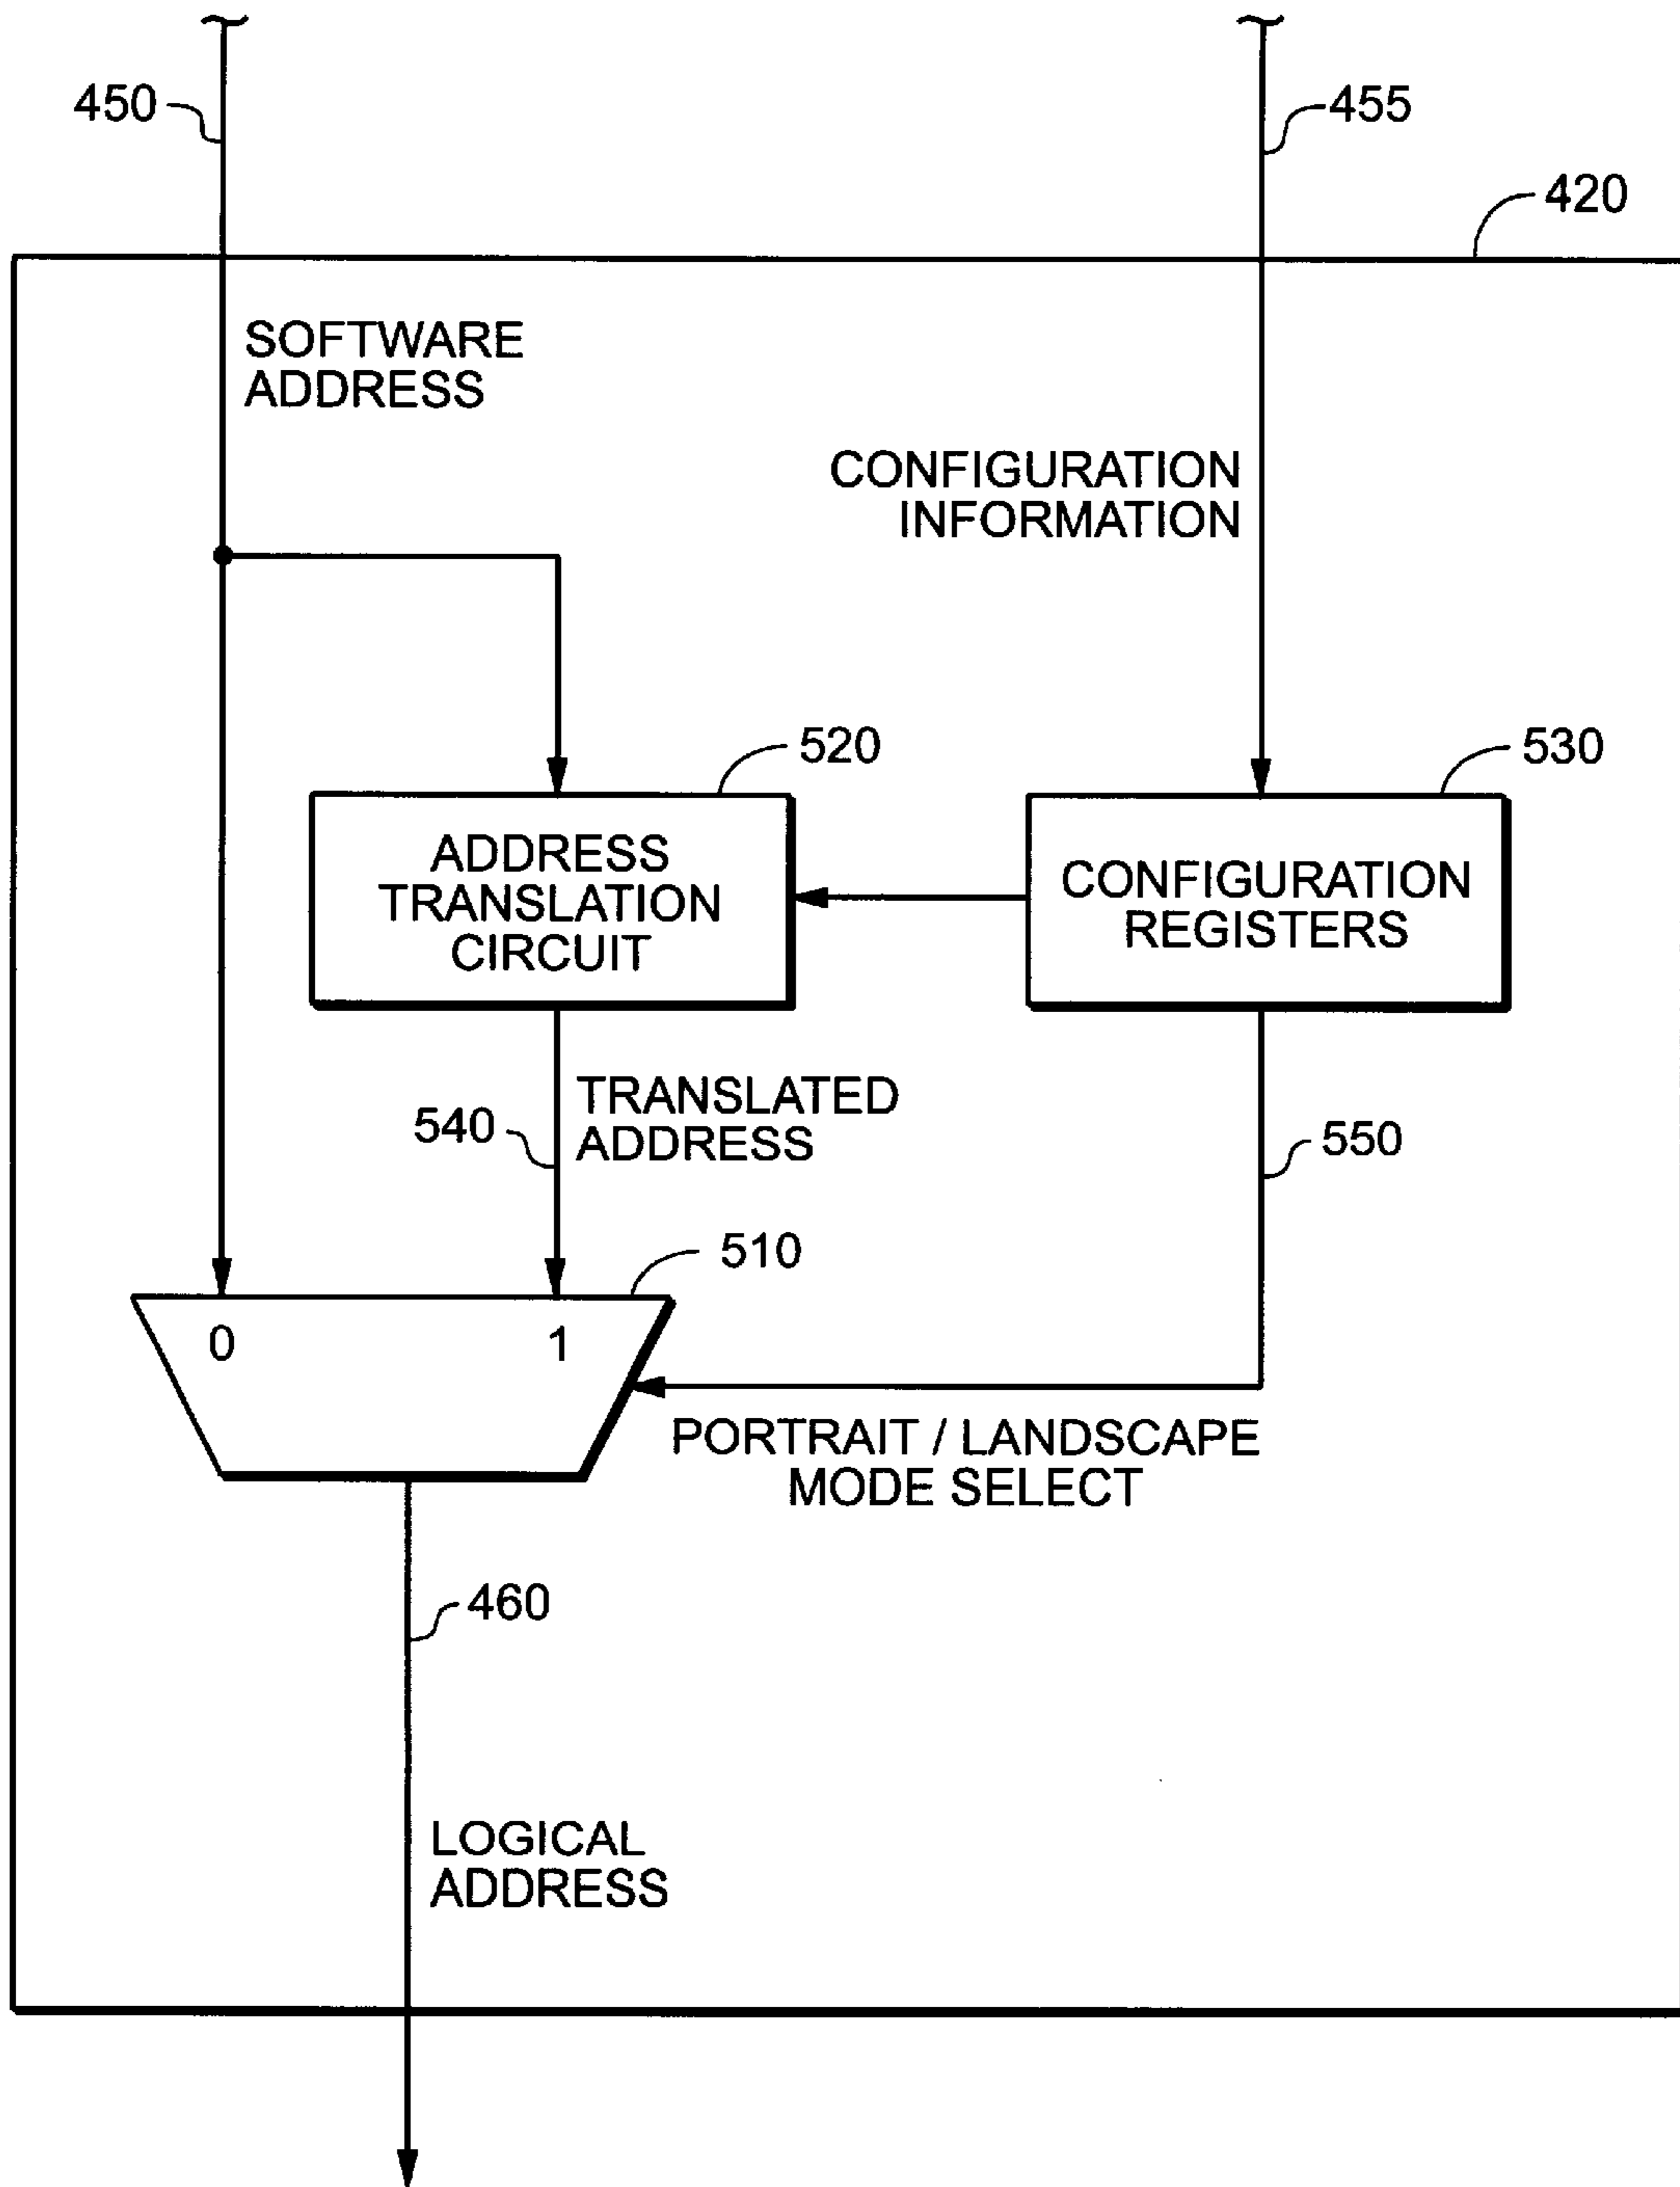 450
455
420
SOFTWARE
ADDRESS
CONFIGURATION
INFORMATION
520
530
ADDRESS
TRANSLATION
CIRCUIT
CONFIGURATION
REGISTERS
TRANSLATED
ADDRESS
540
550
510
0 1
PORTRAIT / LANDSCAPE
MODE SELECT
460
LOGICAL
ADDRESS